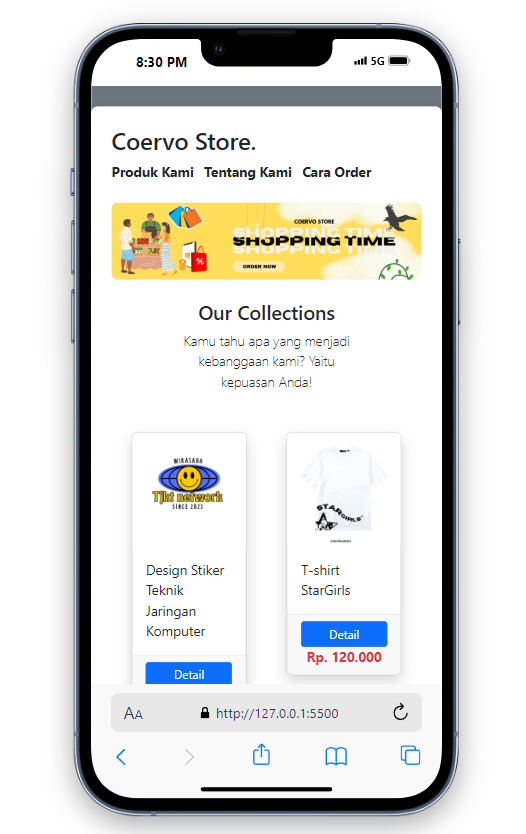 8:30 PM
5G
Coervo Store.
Produk Kami Tentang Kami Cara Order
COERVO STORE
SHOPPING TIME
SHOPPING TIME
SHOPPING TIME
ORDER NOW
%
Our Collections
Kamu tahu apa yang menjadi
kebanggaan kami? Yaitu
kepuasan Anda!
WIRASABA
Tjkt network
SINCE 2023
Design Stiker
Teknik
Jaringan
Komputer
Detail
STARGIRLS
T-shirt
StarGirls
Detail
Rp. 120.000
AA
http://127.0.0.1:5500